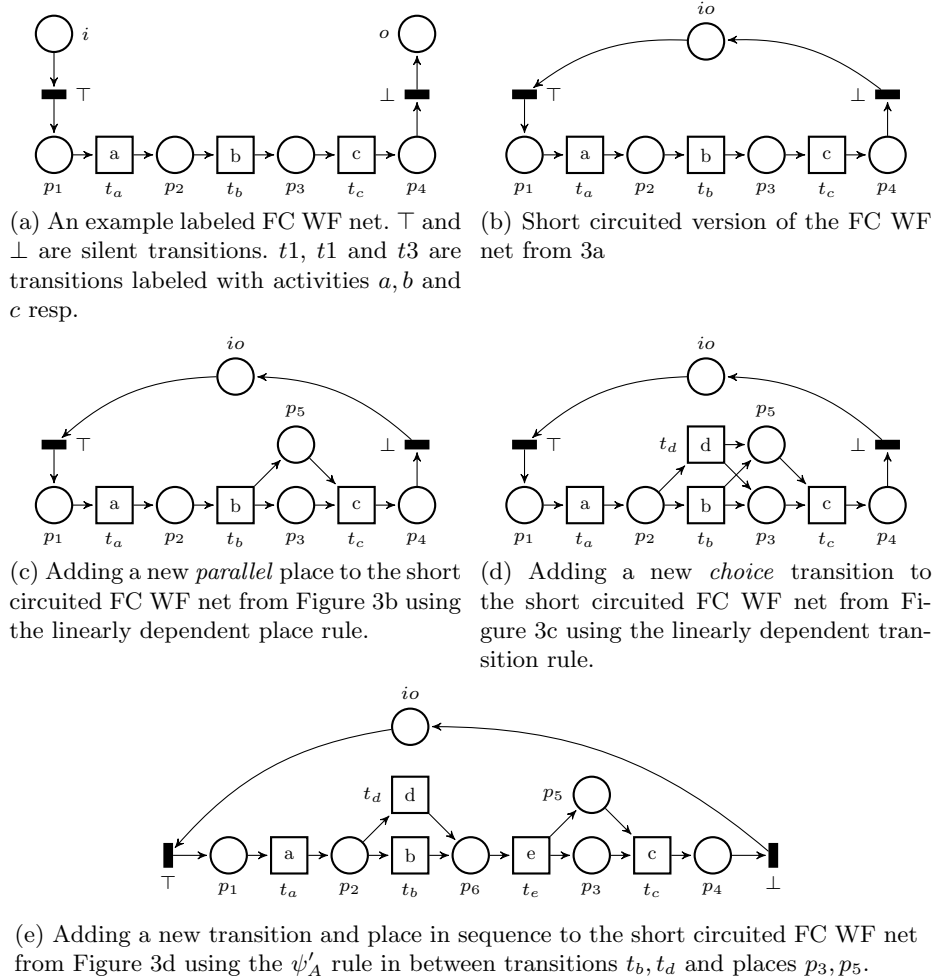 i
o
⊤
⊥
a
b
c
p1
ta
p2
tb
p3
tc
p4
(a) An example labeled FC WF net. ⊤ and
⊥ are silent transitions. t1, t1 and t3 are
transitions labeled with activities a, b and
c resp.
io
⊤
⊥
a
b
c
p1
ta
p2
tb
p3
tc
p4
(b) Short circuited version of the FC WF
net from 3a
io
p5
⊤
⊥
a
b
c
p1
ta
p2
tb
p3
tc
p4
(c) Adding a new parallel place to the short
circuited FC WF net from Figure 3b using
the linearly dependent place rule.
io
p5
⊤
td
d
⊥
a
b
c
p1
ta
p2
tb
p3
tc
p4
(d) Adding a new choice transition to
the short circuited FC WF net from Fi-
gure 3c using the linearly dependent tran-
sition rule.
io
td
d
p5
a
b
e
c
⊤
p1
ta
p2
tb
p6
te
p3
tc
p4
⊥
(e) Adding a new transition and place in sequence to the short circuited FC WF net
from Figure 3d using the ψ′A rule in between transitions tb, td and places p3, p5.